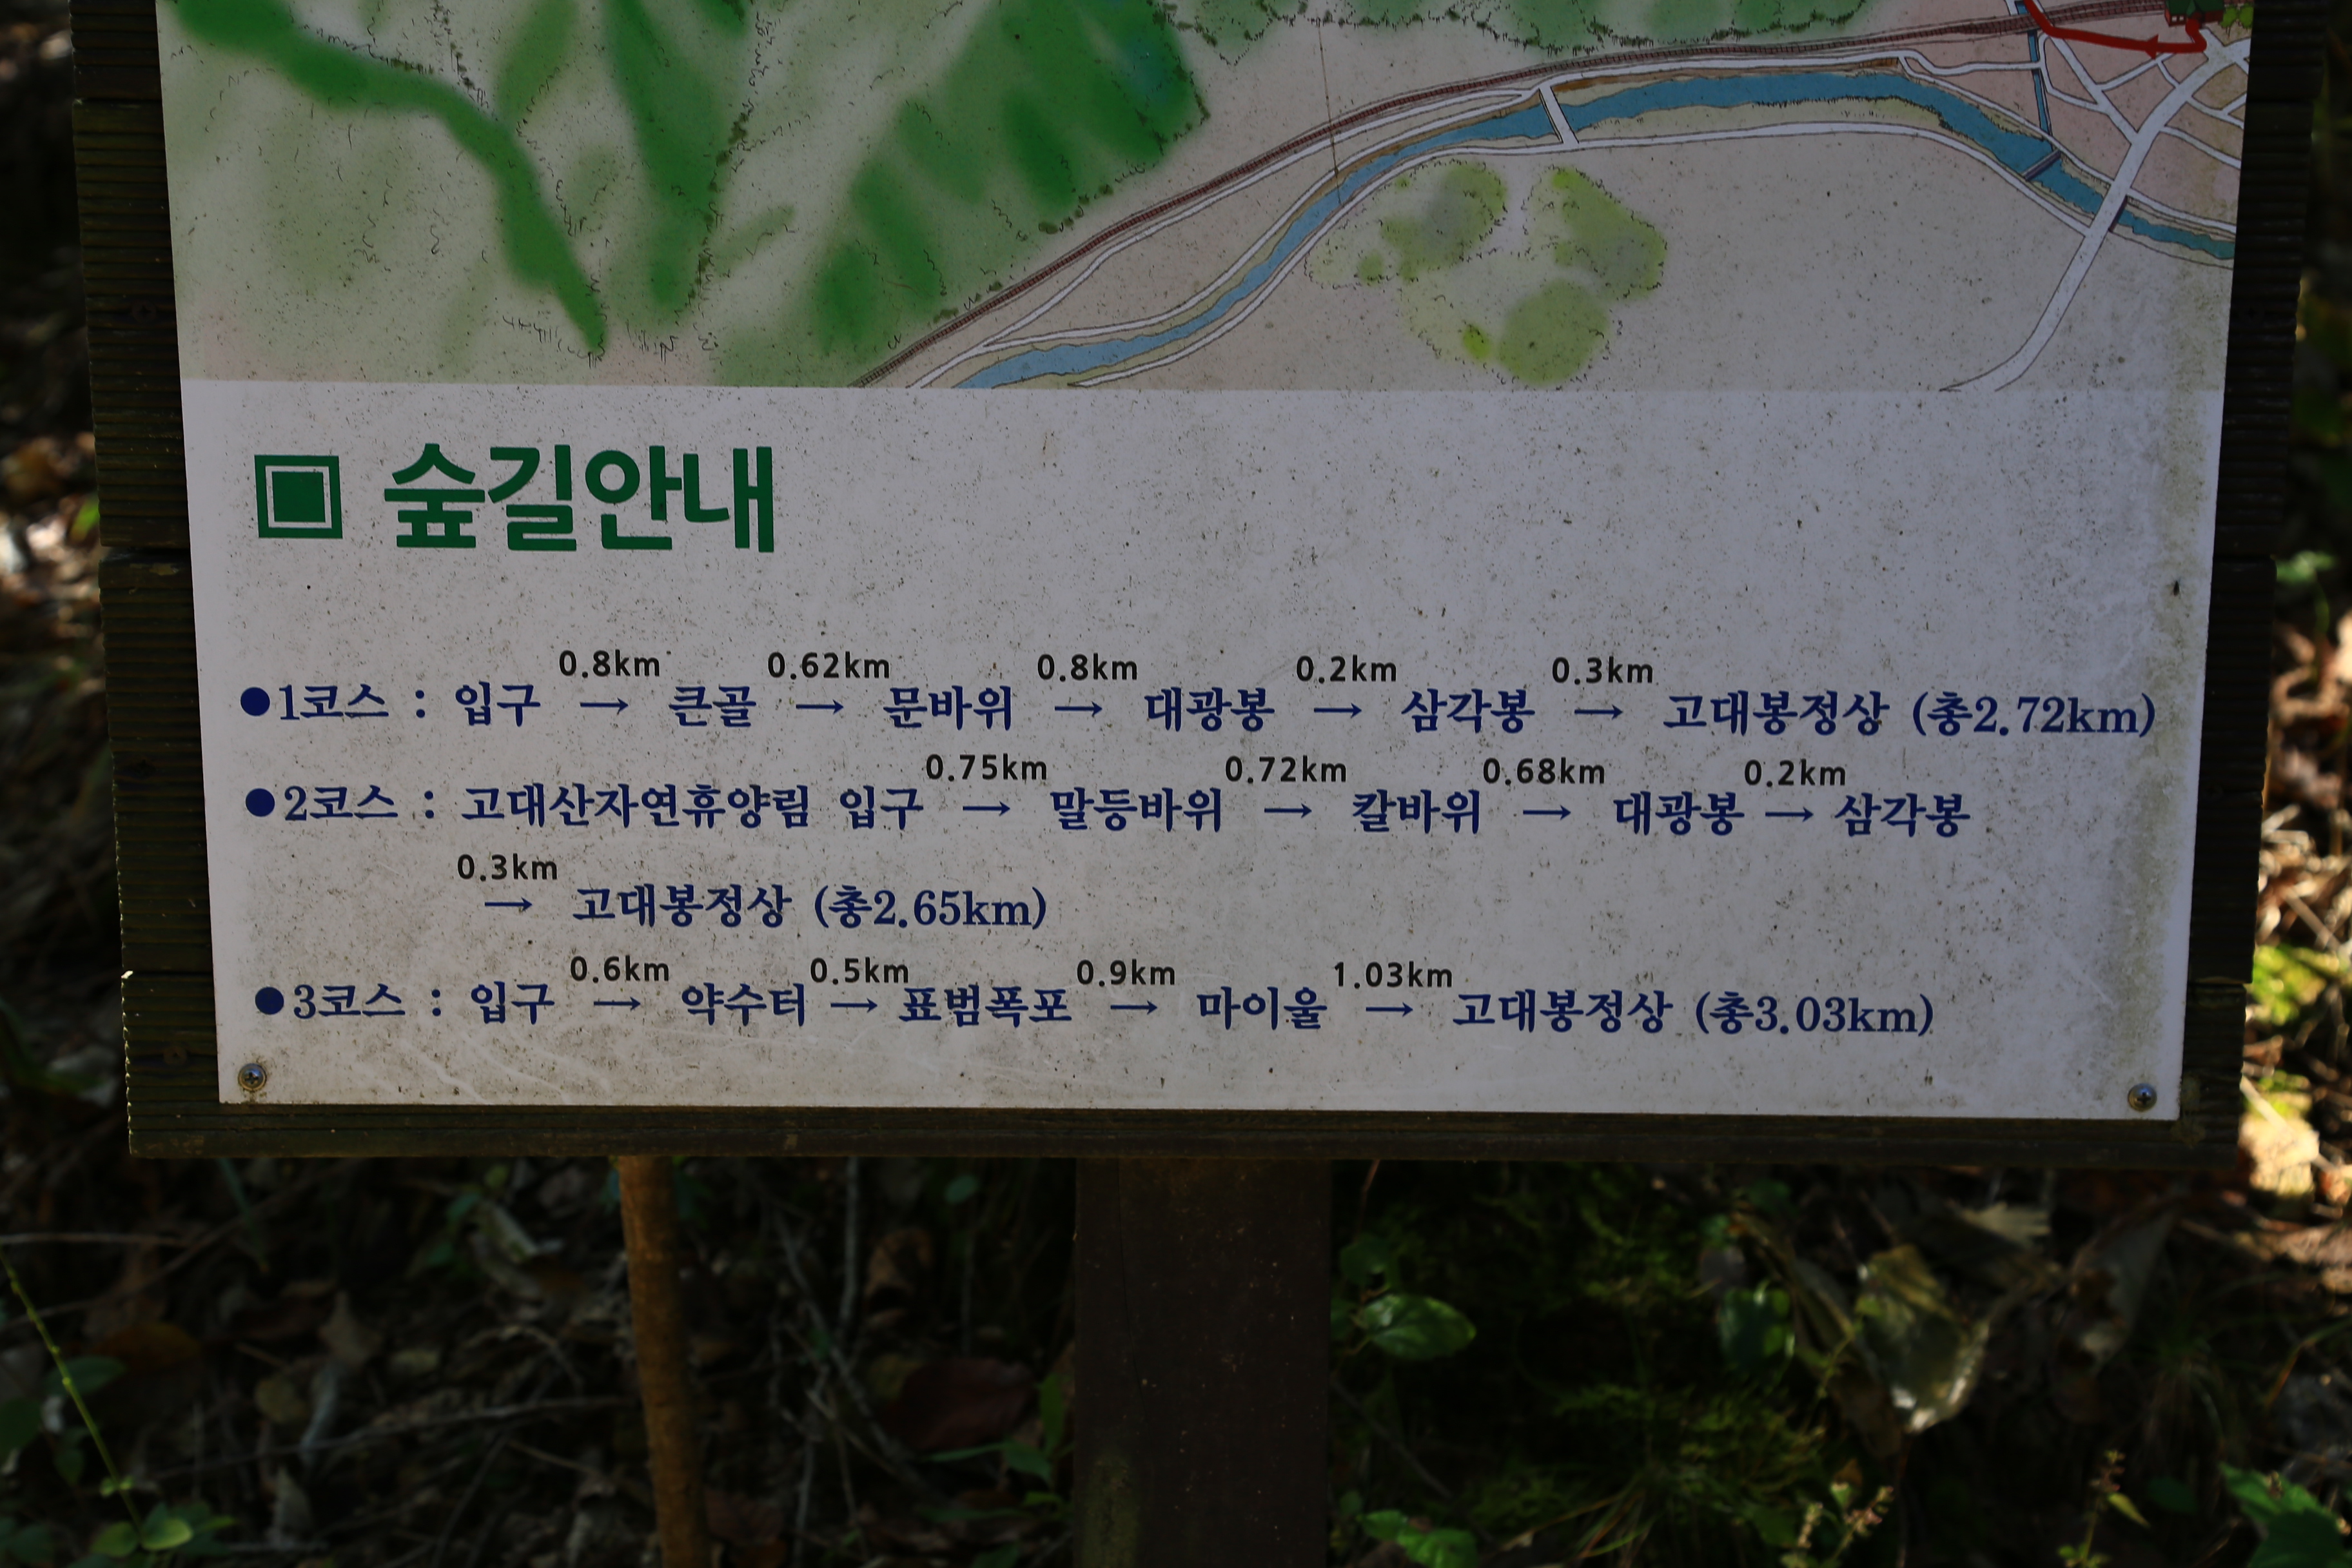 ▣ 숲길안내
0.8km 0.62km 0.8km 0.2km 0.3km
●1코스 : 입구 → 큰골 → 문바위 → 대광봉 → 삼각봉 → 고대봉정상 (총2.72km)
0.75km 0.72km 0.68km 0.2km
●2코스 : 고대산자연휴양림 입구 → 말등바위 → 칼바위 → 대광봉 → 삼각봉
0.3km
→ 고대봉정상 (총2.65km)
0.6km 0.5km 0.9km 1.03km
●3코스 : 입구 → 약수터 → 표범폭포 → 마이울 → 고대봉정상 (총3.03km)